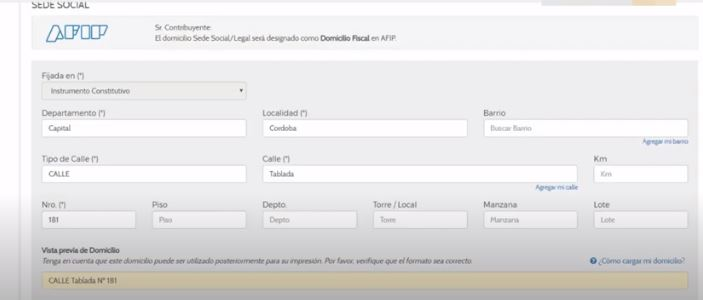 SEDE SOCIAL
AFIP
Sr. Contribuyente:
El domicilio Sede Social/Legal será designado como Domicilio Fiscal en AFIP.
Fijada en (*)
Instrumento Constitutivo
Departamento (*) Localidad (*) Barrio
Capital Cordoba Buscar Barrio
Agregar mi barrio
Tipo de Calle (*) Calle (*) Km
CALLE Tablada Km
Agregar mi calle
Nro. (*) Piso Depto. Torre / Local Manzana Lote
181 Piso Depto Torre Manzana Lote
Vista previa de Domicilio
Tenga en cuenta que este domicilio puede ser utilizado posteriormente para su impresión. Por favor, verifique que el formato sea correcto. ¿Cómo cargar mi domicilio?
CALLE Tablada N° 181